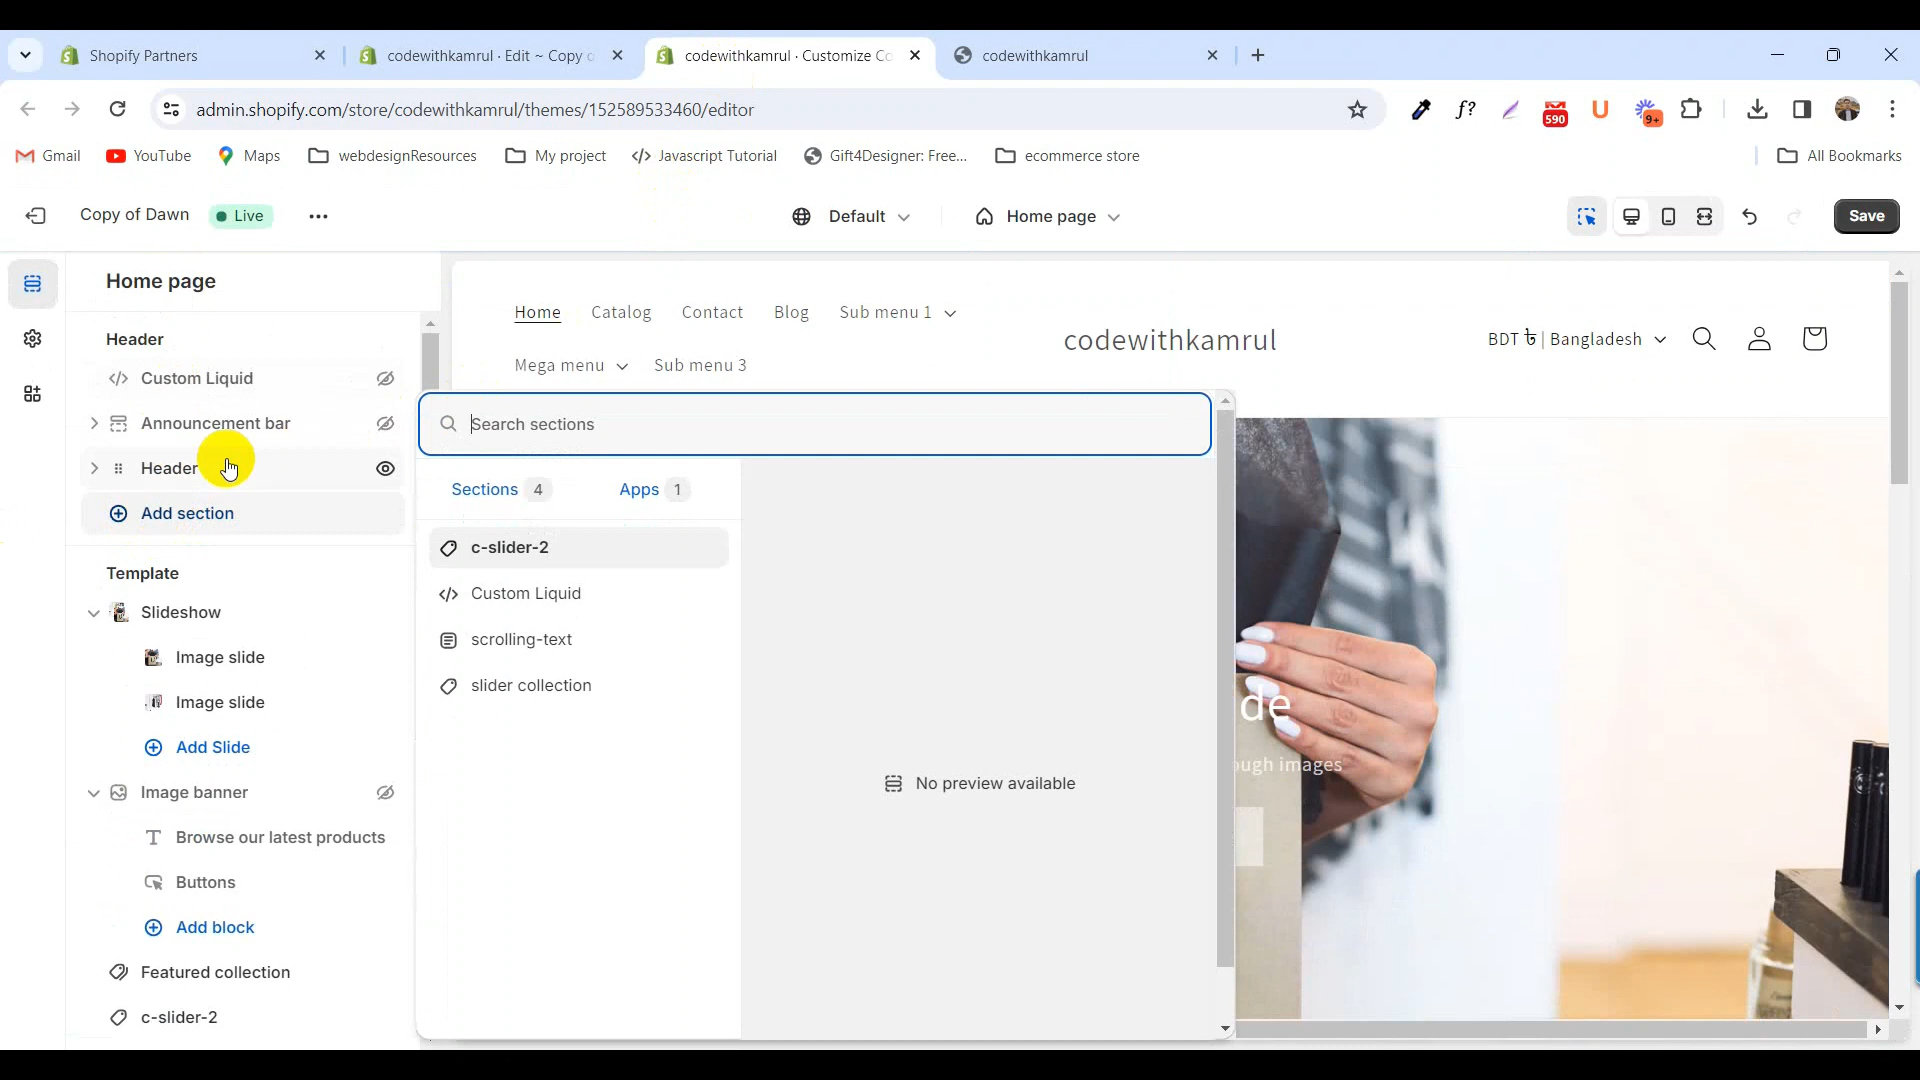 Shopify Partners
codewithkamrul · Edit ~ Copy o
codewithkamrul · Customize Co
codewithkamrul
admin.shopify.com/store/codewithkamrul/themes/152589533460/editor
f?
590
U
9+
Gmail
YouTube
Maps
webdesignResources
My project
Javascript Tutorial
Gift4Designer: Free...
ecommerce store
All Bookmarks
Copy of Dawn
Live
Default
Home page
Save
Home page
Header
Custom Liquid
Announcement bar
Header
Add section
Template
Slideshow
Image slide
Image slide
Add Slide
Image banner
Browse our latest products
Buttons
Add block
Featured collection
c-slider-2
Search sections
Sections 4
Apps 1
c-slider-2
Custom Liquid
scrolling-text
slider collection
No preview available
Home
Catalog
Contact
Blog
Sub menu 1
Mega menu
Sub menu 3
codewithkamrul
BDT ৳ | Bangladesh
de
ough images